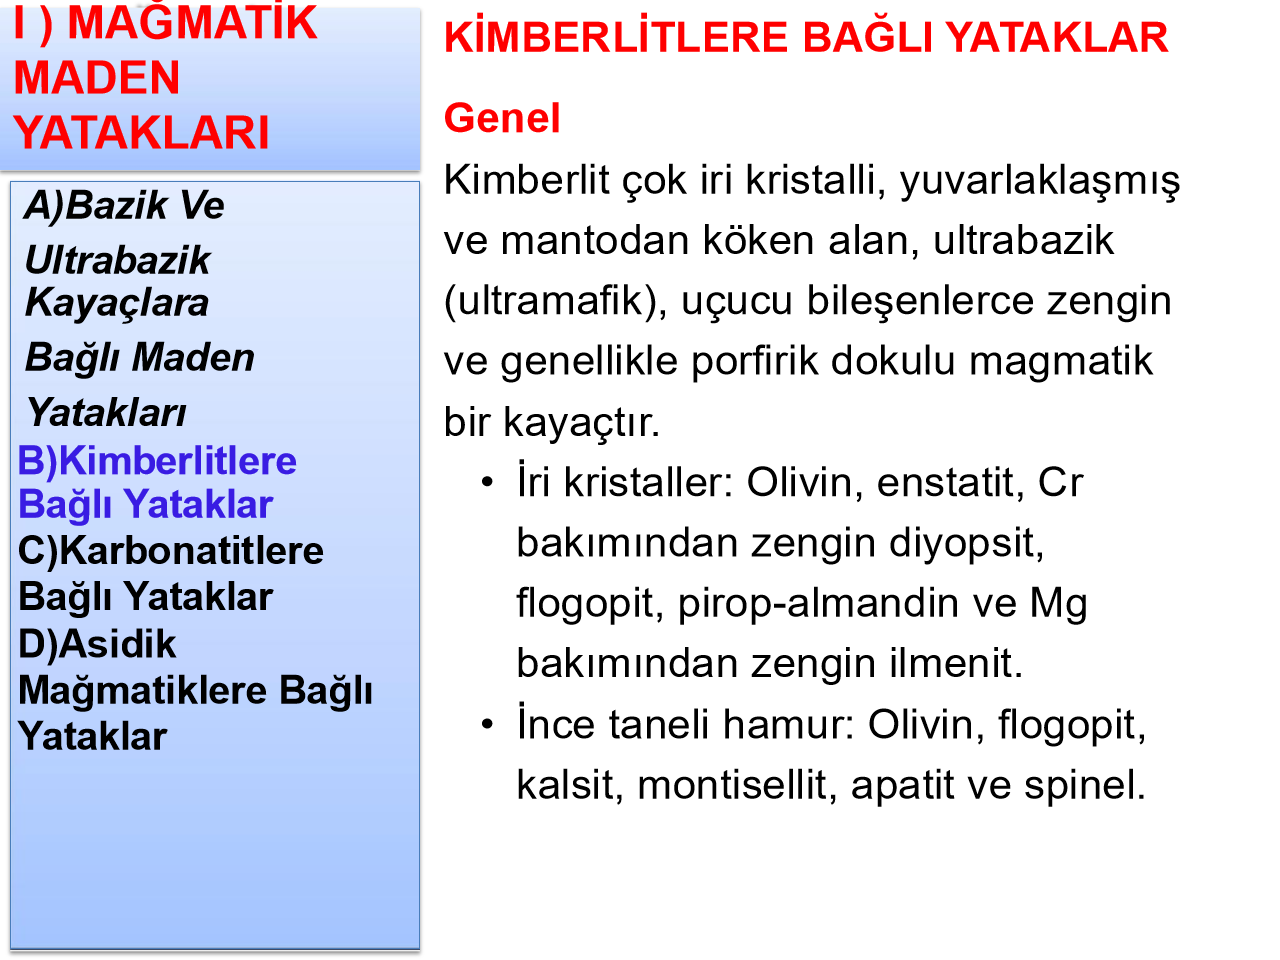 I ) MAĞMATİK
MADEN
YATAKLARI
A)Bazik Ve
Ultrabazik
Kayaçlara
Bağlı Maden
Yatakları
B)Kimberlitlere
Bağlı Yataklar
C)Karbonatitlere
Bağlı Yataklar
D)Asidik
Mağmatiklere Bağlı
Yataklar
KİMBERLİTLERE BAĞLI YATAKLAR
Genel
Kimberlit çok iri kristalli, yuvarlaklaşmış
ve mantodan köken alan, ultrabazik
(ultramafik), uçucu bileşenlerce zengin
ve genellikle porfirik dokulu magmatik
bir kayaçtır.
• İri kristaller: Olivin, enstatit, Cr
bakımından zengin diyopsit,
flogopit, pirop-almandin ve Mg
bakımından zengin ilmenit.
• İnce taneli hamur: Olivin, flogopit,
kalsit, montisellit, apatit ve spinel.